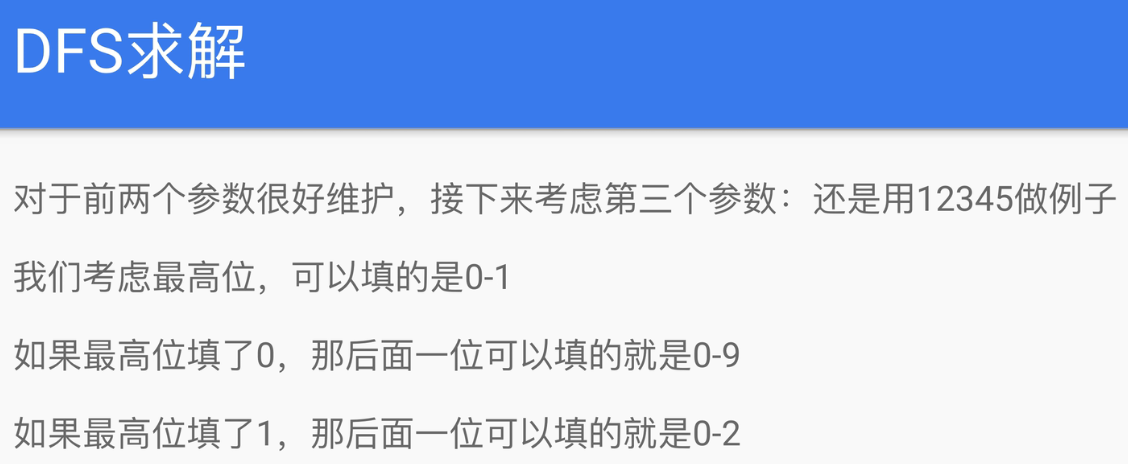 DFS求解
对于前两个参数很好维护，接下来考虑第三个参数：还是用12345做例子
我们考虑最高位，可以填的是0-1
如果最高位填了0，那后面一位可以填的就是0-9
如果最高位填了1，那后面一位可以填的就是0-2